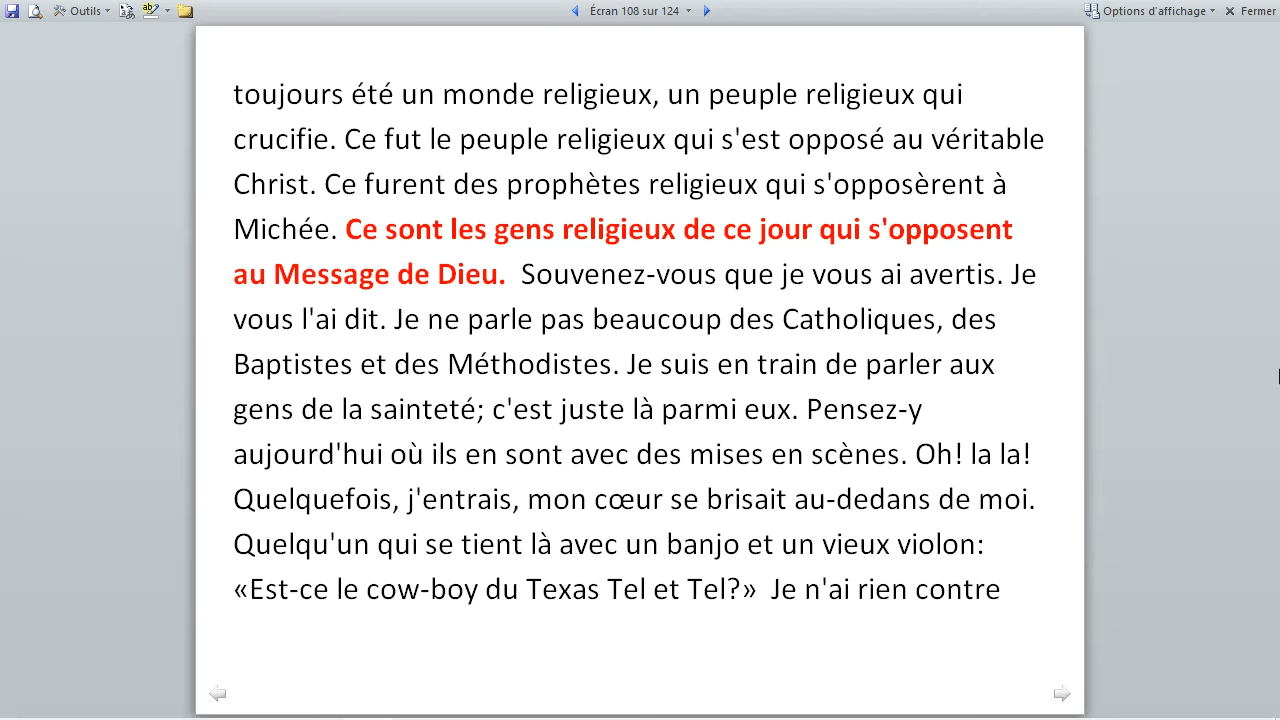 Outils
Écran 108 sur 124
Options d'affichage
Fermer
toujours été un monde religieux, un peuple religieux qui
crucifie. Ce fut le peuple religieux qui s'est opposé au véritable
Christ. Ce furent des prophètes religieux qui s'opposèrent à
Michée. Ce sont les gens religieux de ce jour qui s'opposent
au Message de Dieu. Souvenez-vous que je vous ai avertis. Je
vous l'ai dit. Je ne parle pas beaucoup des Catholiques, des
Baptistes et des Méthodistes. Je suis en train de parler aux
gens de la sainteté; c'est juste là parmi eux. Pensez-y
aujourd'hui où ils en sont avec des mises en scènes. Oh! la la!
Quelquefois, j'entrais, mon cœur se brisait au-dedans de moi.
Quelqu'un qui se tient là avec un banjo et un vieux violon:
«Est-ce le cow-boy du Texas Tel et Tel?» Je n'ai rien contre